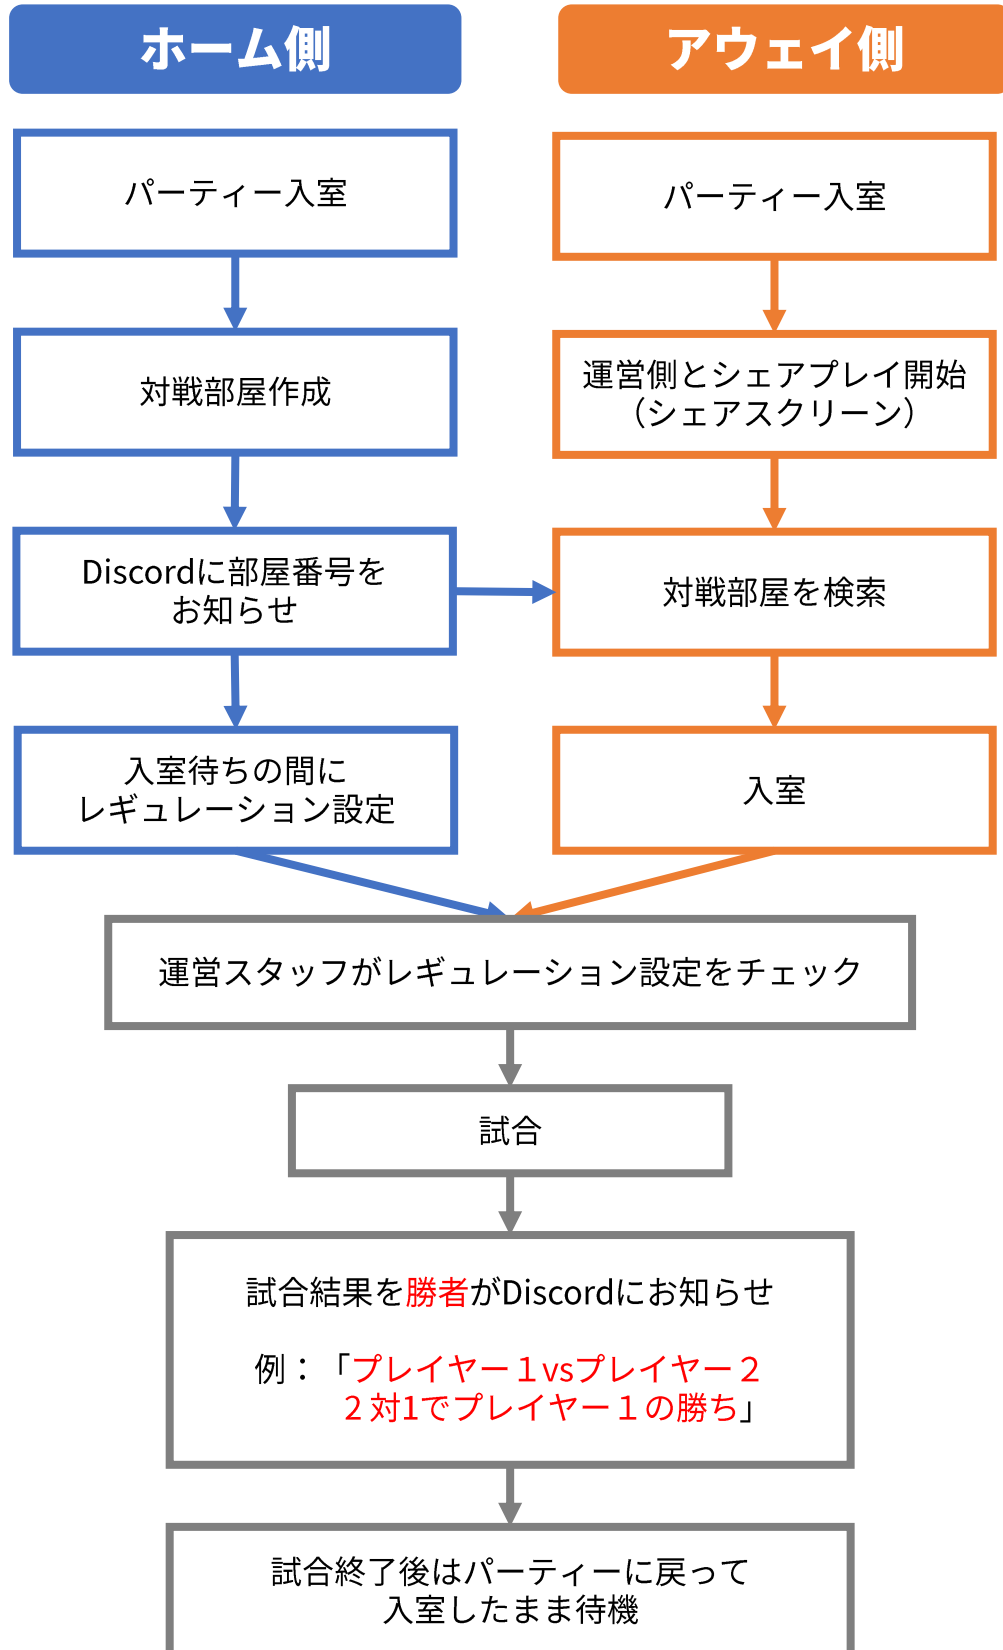 ホーム側
アウェイ側
パーティー入室
パーティー入室
対戦部屋作成
運営側とシェアプレイ開始
（シェアスクリーン）
Discordに部屋番号を
お知らせ
対戦部屋を検索
入室待ちの間に
レギュレーション設定
入室
運営スタッフがレギュレーション設定をチェック
試合
試合結果を勝者がDiscordにお知らせ
例：「プレイヤー１vsプレイヤー２
２対1でプレイヤー１の勝ち」
試合終了後はパーティーに戻って
入室したまま待機